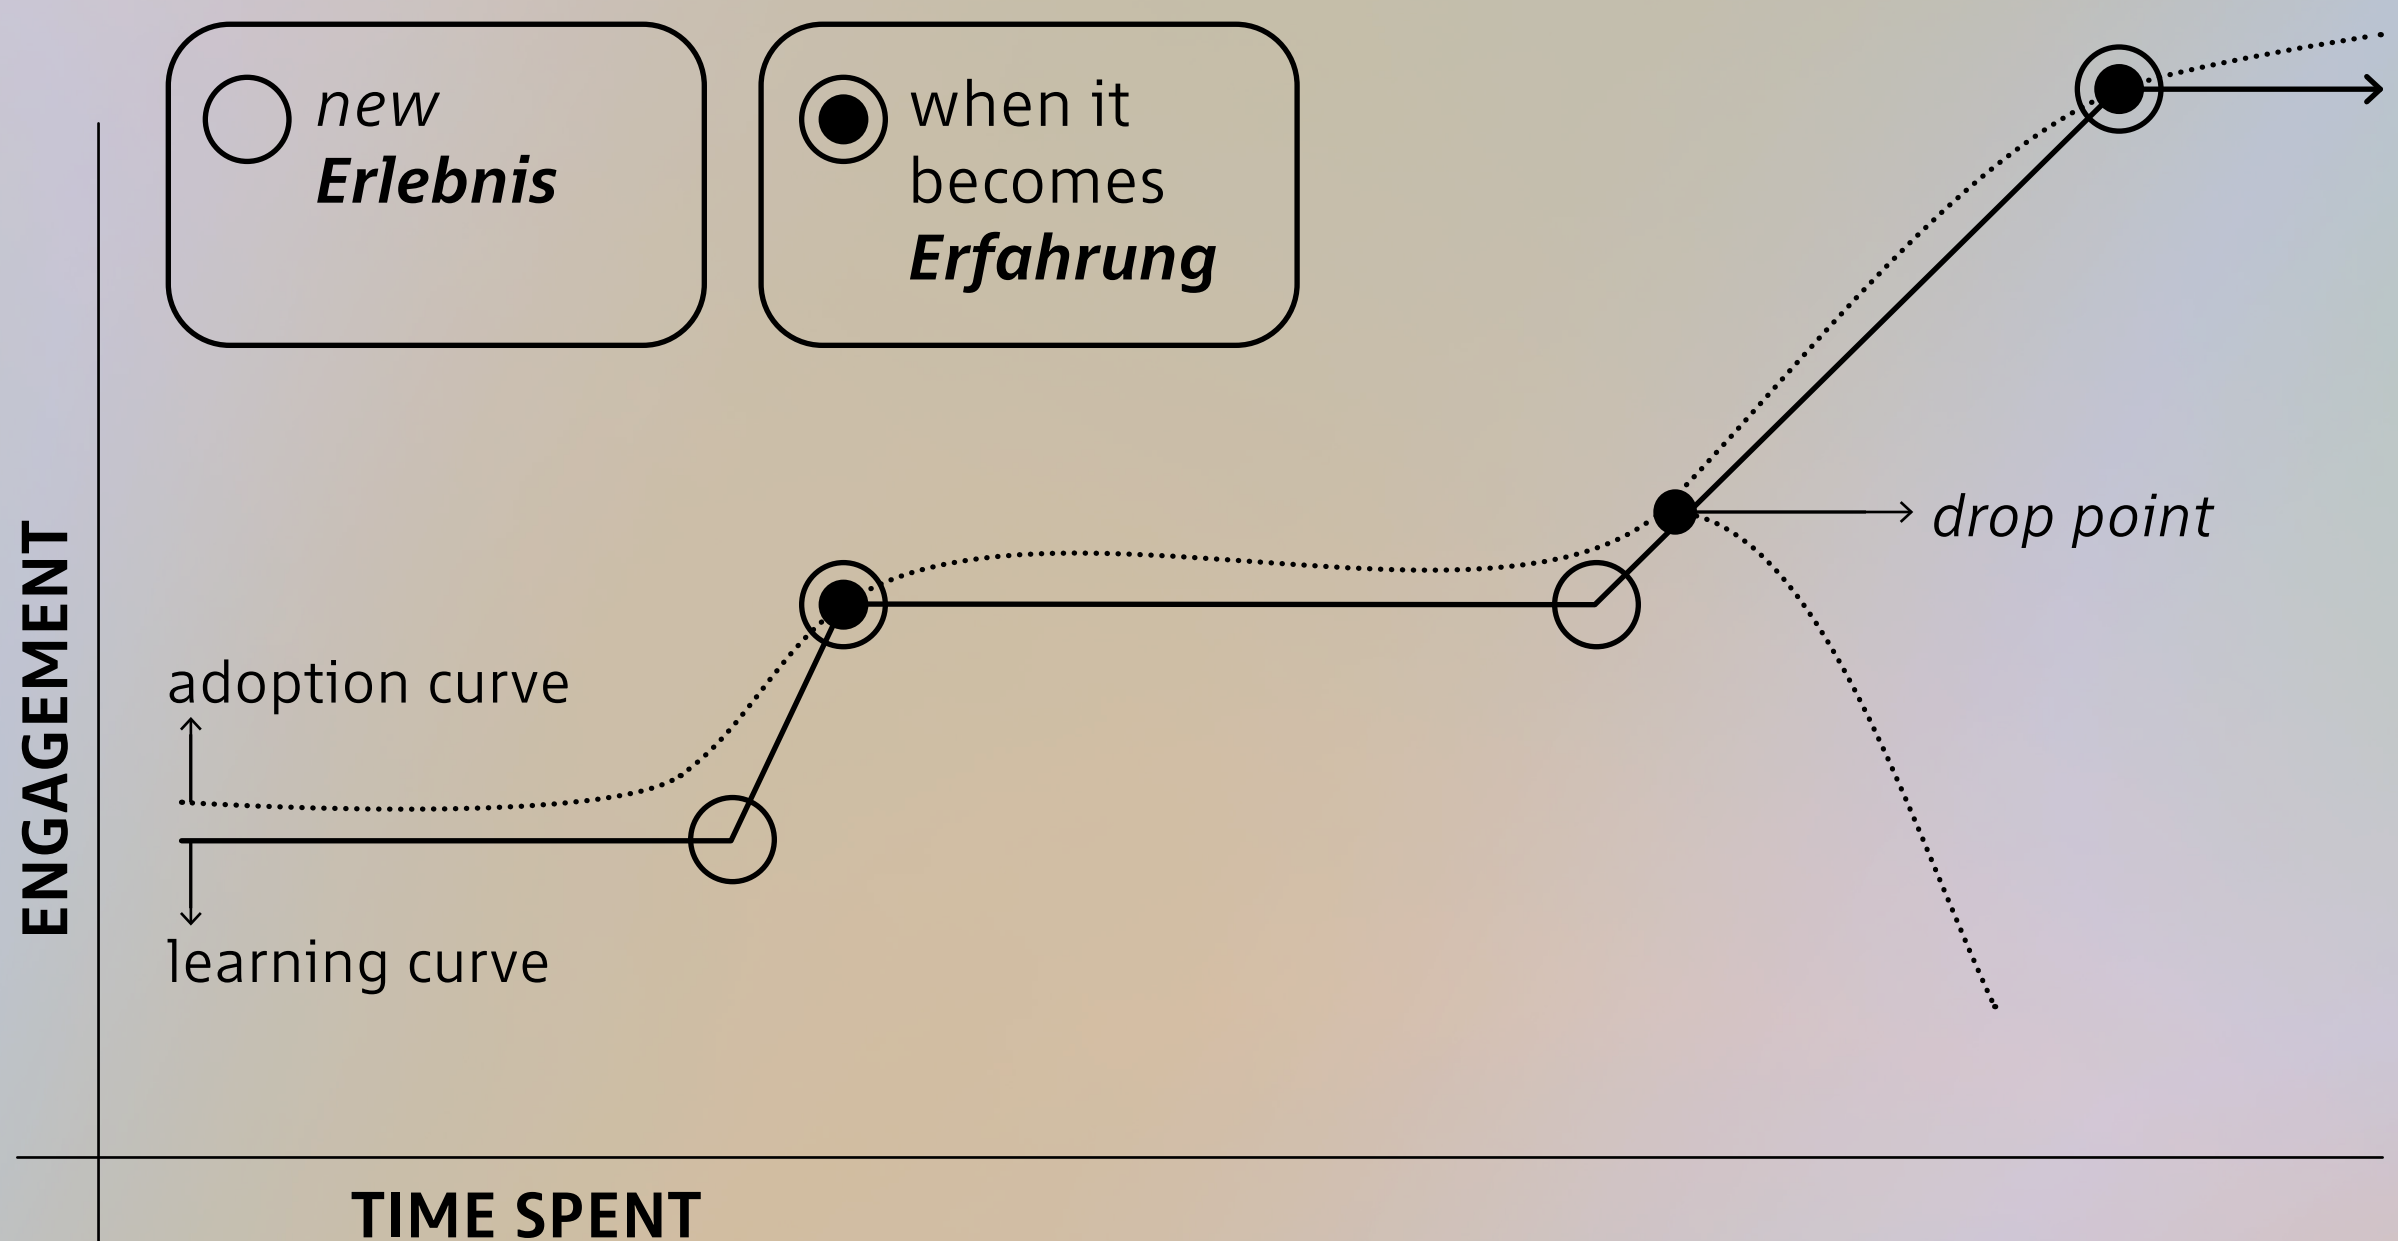 new
Erlebnis
when it
becomes
Erfahrung
drop point
adoption curve
learning curve
ENGAGEMENT
TIME SPENT